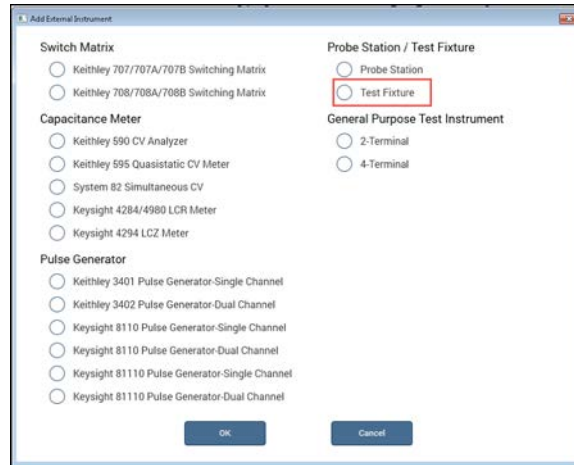 Add External Instrument
Switch Matrix
Keithley 707/707A/707B Switching Matrix
Keithley 708/708A/708B Switching Matrix
Capacitance Meter
Keithley 590 CV Analyzer
Keithley 595 Quasistatic CV Meter
System 82 Simultaneous CV
Keysight 4284/4980 LCR Meter
Keysight 4294 LCZ Meter
Pulse Generator
Keithley 3401 Pulse Generator-Single Channel
Keithley 3402 Pulse Generator-Dual Channel
Keysight 8110 Pulse Generator-Single Channel
Keysight 8110 Pulse Generator-Dual Channel
Keysight 81110 Pulse Generator-Single Channel
Keysight 81110 Pulse Generator-Dual Channel
Probe Station / Test Fixture
Probe Station
Test Fixture
General Purpose Test Instrument
2-Terminal
4-Terminal
OK
Cancel